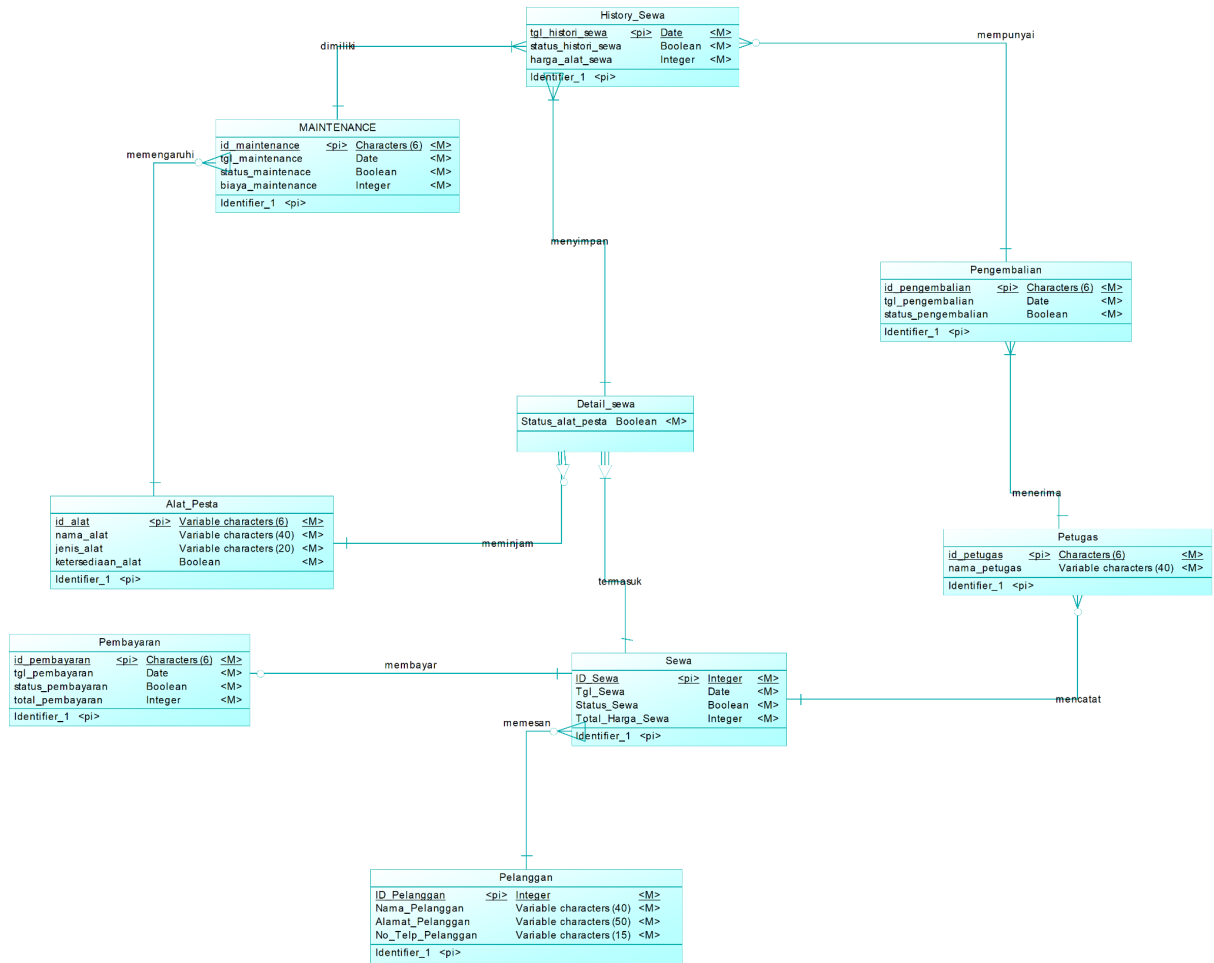 History_Sewa
tgl_histori_sewa <pi> Date <M>
status_histori_sewa Boolean <M>
harga_alat_sewa Integer <M>
Identifier_1 <pi>
mempunyai
dimiliki
MAINTENANCE
id_maintenance <pi> Characters (6) <M>
tgl_maintenance Date <M>
status_maintenace Boolean <M>
biaya_maintenance Integer <M>
Identifier_1 <pi>
memengaruhi
menyimpan
Pengembalian
id_pengembalian <pi> Characters (6) <M>
tgl_pengembalian Date <M>
status_pengembalian Boolean <M>
Identifier_1 <pi>
Detail_sewa
Status_alat_pesta Boolean <M>
Alat_Pesta
id_alat <pi> Variable characters (6) <M>
nama_alat Variable characters (40) <M>
jenis_alat Variable characters (20) <M>
ketersediaan_alat Boolean <M>
Identifier_1 <pi>
meminjam
menerima
Petugas
id_petugas <pi> Characters (6) <M>
nama_petugas Variable characters (40) <M>
Identifier_1 <pi>
termasuk
Pembayaran
id_pembayaran <pi> Characters (6) <M>
tgl_pembayaran Date <M>
status_pembayaran Boolean <M>
total_pembayaran Integer <M>
Identifier_1 <pi>
membayar
Sewa
ID_Sewa <pi> Integer <M>
Tgl_Sewa Date <M>
Status_Sewa Boolean <M>
Total_Harga_Sewa Integer <M>
Identifier_1 <pi>
mencatat
memesan
Pelanggan
ID_Pelanggan <pi> Integer <M>
Nama_Pelanggan Variable characters (40) <M>
Alamat_Pelanggan Variable characters (50) <M>
No_Telp_Pelanggan Variable characters (15) <M>
Identifier_1 <pi>